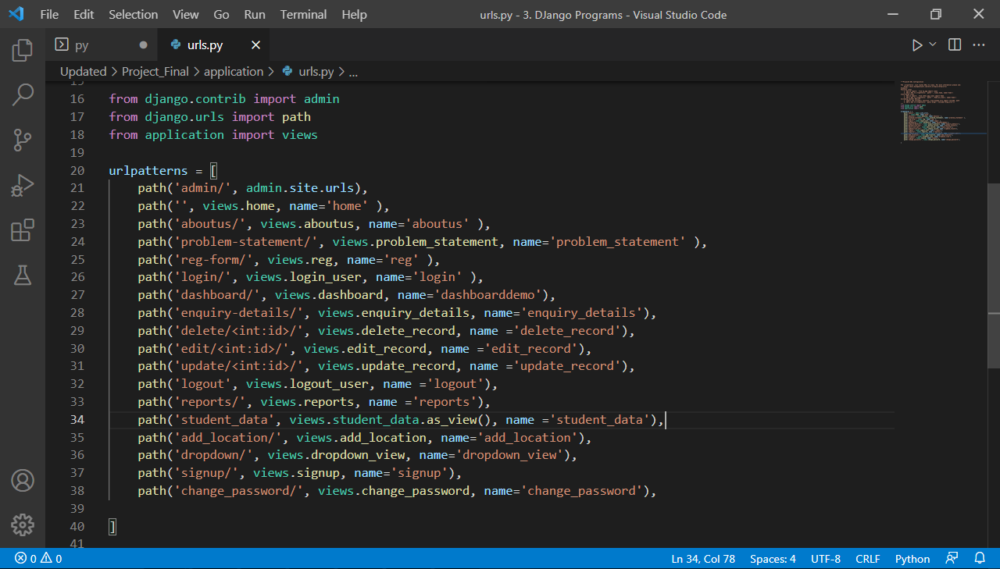 File Edit Selection View Go Run Terminal Help urls.py - 3. DJango Programs - Visual Studio Code
py urls.py
Updated > Project_Final > application > urls.py > ...
15
16 from django.contrib import admin
17 from django.urls import path
18 from application import views
19
20 urlpatterns = [
21 path('admin/', admin.site.urls),
22 path('', views.home, name='home' ),
23 path('aboutus/', views.aboutus, name='aboutus' ),
24 path('problem-statement/', views.problem_statement, name='problem_statement' ),
25 path('reg-form/', views.reg, name='reg' ),
26 path('login/', views.login_user, name='login' ),
27 path('dashboard/', views.dashboard, name='dashboarddemo'),
28 path('enquiry-details/', views.enquiry_details, name='enquiry_details'),
29 path('delete/<int:id>/', views.delete_record, name ='delete_record'),
30 path('edit/<int:id>/', views.edit_record, name ='edit_record'),
31 path('update/<int:id>/', views.update_record, name ='update_record'),
32 path('logout', views.logout_user, name ='logout'),
33 path('reports/', views.reports, name ='reports'),
34 path('student_data', views.student_data.as_view(), name ='student_data'),
35 path('add_location/', views.add_location, name='add_location'),
36 path('dropdown/', views.dropdown_view, name='dropdown_view'),
37 path('signup/', views.signup, name='signup'),
38 path('change_password/', views.change_password, name='change_password'),
39
40 ]
41
0 0 Ln 34, Col 78 Spaces: 4 UTF-8 CRLF Python